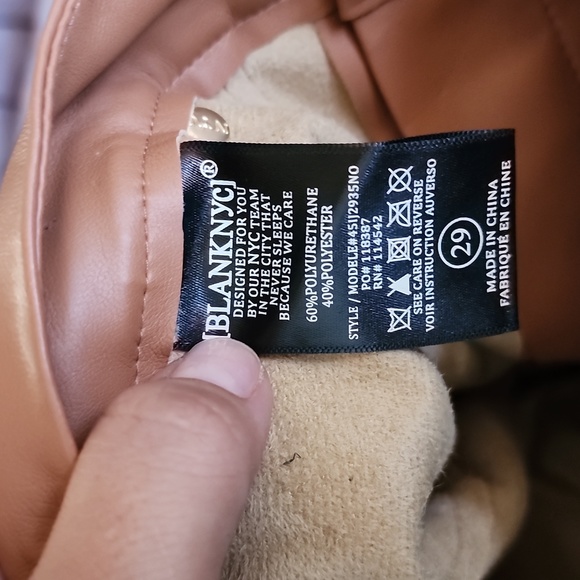 [BLANKNYC]®
DESIGNED FOR YOU
BY OUR NYC TEAM
IN THE CITY THAT
NEVER SLEEPS
BECAUSE WE CARE
60%POLYURETHANE
40%POLYESTER
STYLE / MODELE#45IJ2935NO
PO# 118387
RN# 114542
SEE CARE ON REVERSE
VOIR INSTRUCTION AUVERSO
29
MADE IN CHINA
FABRIQUÉ EN CHINE